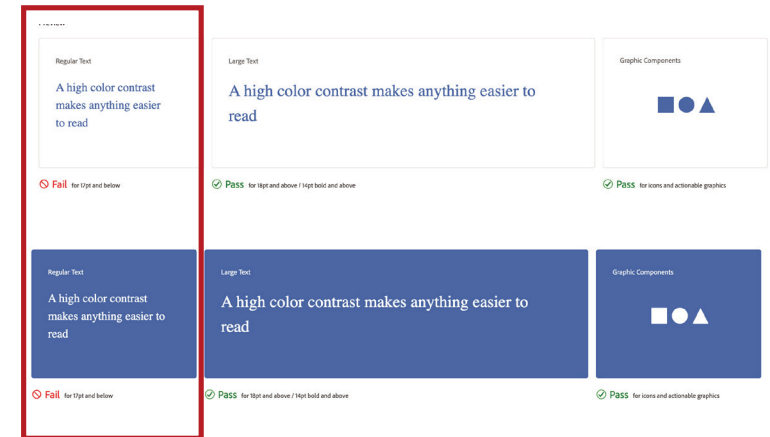 Regular Text
A high color contrast
makes anything easier
to read
Fail for 17pt and below
Large Text
A high color contrast makes anything easier to
read
Pass for 18pt and above / 14pt bold and above
Graphic Components
Pass for icons and actionable graphics
Regular Text
A high color contrast
makes anything easier to
read
Fail for 17pt and below
Large Text
A high color contrast makes anything easier to
read
Pass for 18pt and above / 14pt bold and above
Graphic Components
Pass for icons and actionable graphics